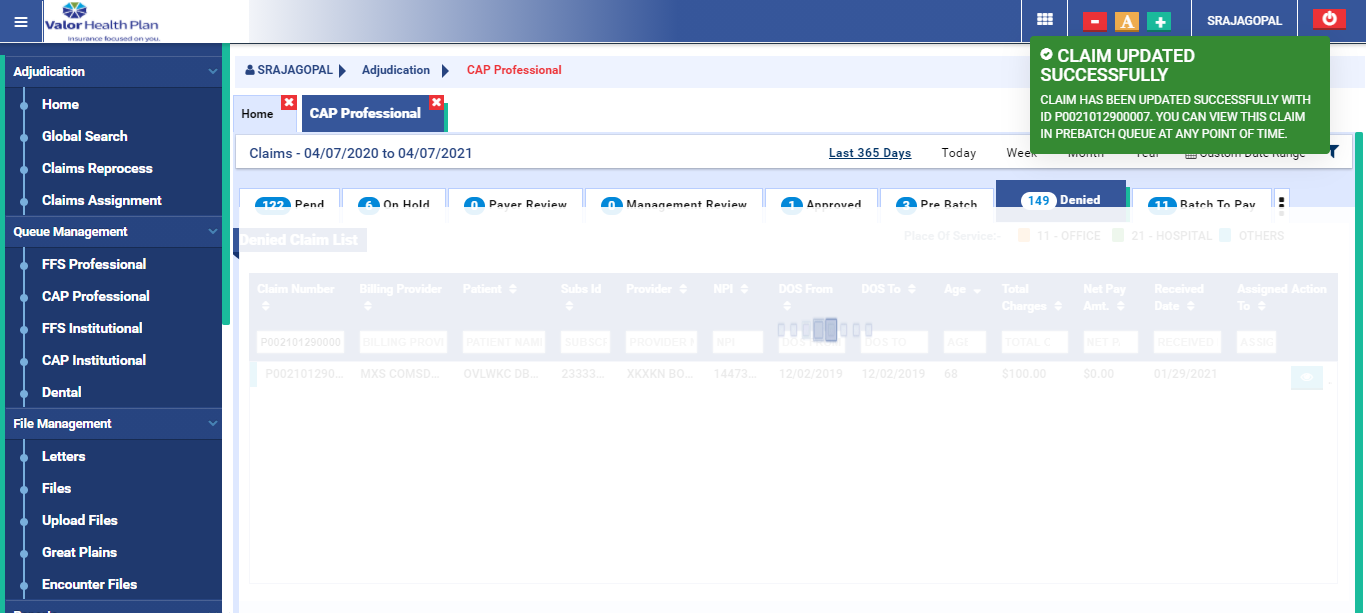 Valor Health Plan
Insurance focused on you.
A
SRAJAGOPAL
CLAIM UPDATED
SUCCESSFULLY
CLAIM HAS BEEN UPDATED SUCCESSFULLY WITH
ID P0021012900007. YOU CAN VIEW THIS CLAIM
IN PREBATCH QUEUE AT ANY POINT OF TIME.
Adjudication
Home
Global Search
Claims Reprocess
Claims Assignment
Queue Management
FFS Professional
CAP Professional
FFS Institutional
CAP Institutional
Dental
File Management
Letters
Files
Upload Files
Great Plains
Encounter Files
SRAJAGOPAL Adjudication CAP Professional
Home CAP Professional
Claims - 04/07/2020 to 04/07/2021 Last 365 Days Today Week Month Year Custom Date Range
122 Pend 6 On Hold 0 Payer Review 0 Management Review 1 Approved 3 Pre Batch 149 Denied 11 Batch To Pay
Denied Claim List Place Of Service:- 11 - OFFICE 21 - HOSPITAL OTHERS
Claim Number Billing Provider Patient Subs Id Provider NPI DOS From DOS To Age Total Charges Net Pay Amt. Received Date Assigned To Action
P002101290000 BILLING PROVI PATIENT NAM SUBSCF PROVIDER NPI DOS TO AGE TOTAL C NET P. RECEIVED ASSIG
P002101290... MXS COMSD... OVLWKC DB... 23333... XKXKN BO... 14473... 12/02/2019 12/02/2019 68 $100.00 $0.00 01/29/2021